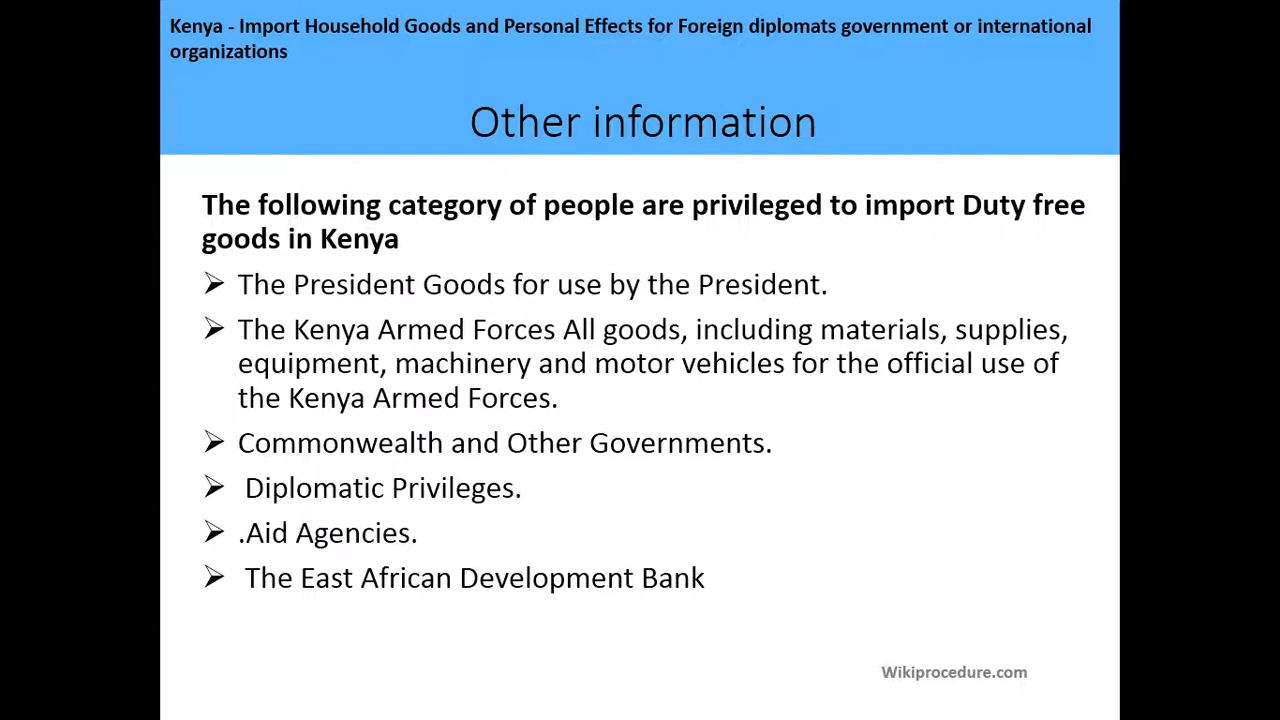 Kenya - Import Household Goods and Personal Effects for Foreign diplomats government or international
organizations
Other information
The following category of people are privileged to import Duty free
goods in Kenya
➢ The President Goods for use by the President.
➢ The Kenya Armed Forces All goods, including materials, supplies,
equipment, machinery and motor vehicles for the official use of
the Kenya Armed Forces.
➢ Commonwealth and Other Governments.
➢ Diplomatic Privileges.
➢ .Aid Agencies.
➢ The East African Development Bank
Wikiprocedure.com